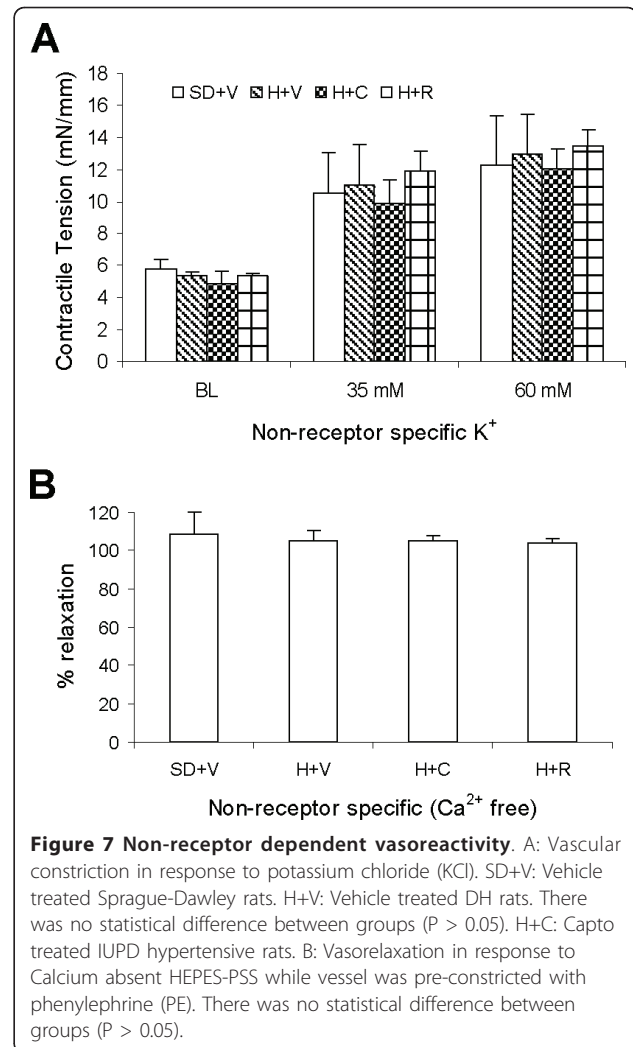 A
Contractile Tension (mN/mm)
18
16
14
12
10
8
6
4
2
0
SD+V H+V H+C H+R
BL 35 mM 60 mM
Non-receptor specific K⁺
B
% relaxation
120
100
80
60
40
20
0
SD+V H+V H+C H+R
Non-receptor specific (Ca²⁺ free)
Figure 7 Non-receptor dependent vasoreactivity. A: Vascular
constriction in response to potassium chloride (KCl). SD+V: Vehicle
treated Sprague-Dawley rats. H+V: Vehicle treated DH rats. There
was no statistical difference between groups (P > 0.05). H+C: Capto
treated IUPD hypertensive rats. B: Vasorelaxation in response to
Calcium absent HEPES-PSS while vessel was pre-constricted with
phenylephrine (PE). There was no statistical difference between
groups (P > 0.05).